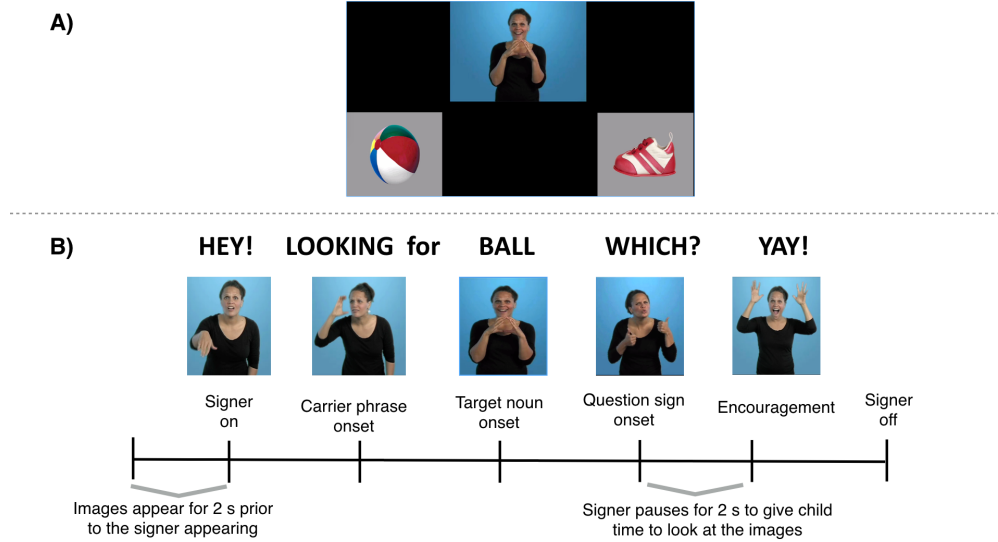 A)
B)
HEY! LOOKING for BALL WHICH? YAY!
Signer
on
Carrier phrase
onset
Target noun
onset
Question sign
onset
Encouragement
Signer
off
Images appear for 2 s prior
to the signer appearing
Signer pauses for 2 s to give child
time to look at the images